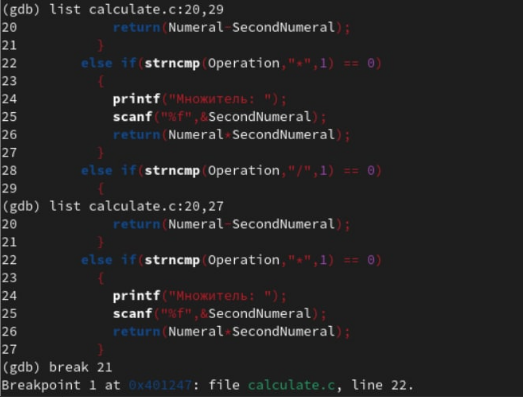 (gdb) list calculate.c:20,29
20            return(Numeral-SecondNumeral);
21          }
22        else if(strncmp(Operation,"*",1) == 0)
23          {
24            printf("Множитель: ");
25            scanf("%f",&SecondNumeral);
26            return(Numeral*SecondNumeral);
27          }
28        else if(strncmp(Operation,"/",1) == 0)
29          {
(gdb) list calculate.c:20,27
20            return(Numeral-SecondNumeral);
21          }
22        else if(strncmp(Operation,"*",1) == 0)
23          {
24            printf("Множитель: ");
25            scanf("%f",&SecondNumeral);
26            return(Numeral*SecondNumeral);
27          }
(gdb) break 21
Breakpoint 1 at 0x401247: file calculate.c, line 22.